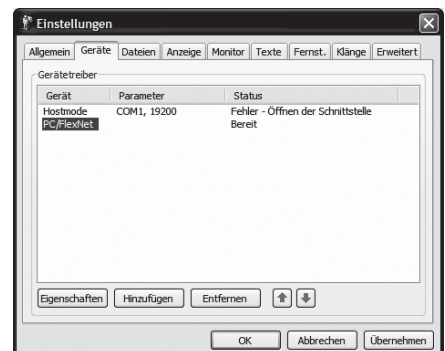 Einstellungen
Allgemein Geräte Dateien Anzeige Monitor Texte Fernst. Klänge Erweitert
Gerätetreiber
Gerät Parameter Status
Hostmode COM1, 19200 Fehler - Öffnen der Schnittstelle
PC/FlexNet Bereit
Eigenschaften Hinzufügen Entfernen
OK Abbrechen Übernehmen